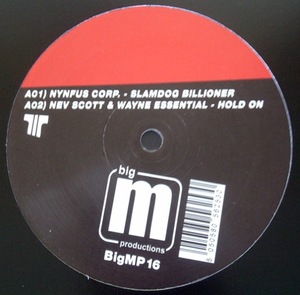 A01) NYNFUS CORP. - SLAMDOG BILLIONER
A02) NEV SCOTT & WAYNE ESSENTIAL - HOLD ON
big
m
productions
BigMP16